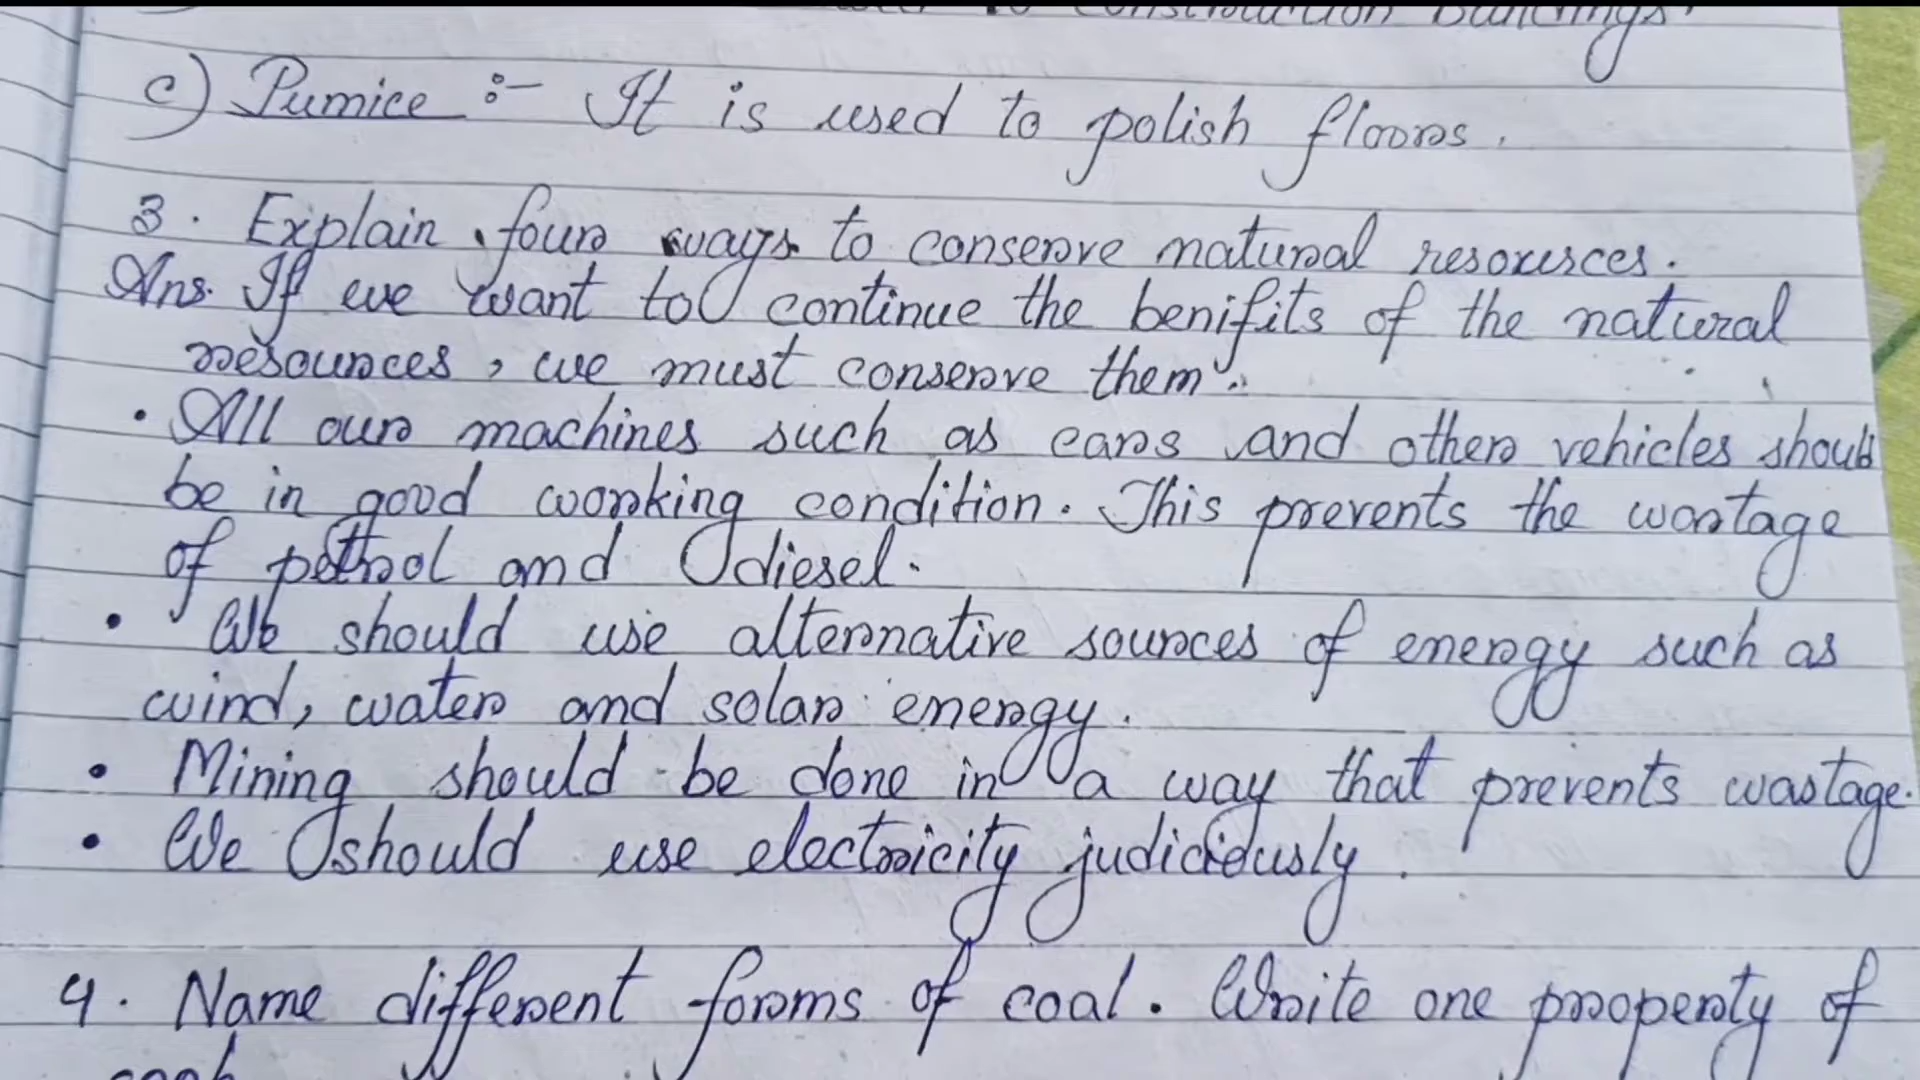 construction buildings.
c) Pumice :- It is used to polish floors.
3. Explain four ways to conserve natural resources.
Ans. If we want to continue the benifits of the natural
resources, we must conserve them.
• All our machines such as cars and other vehicles should
be in good working condition. This prevents the wastage
of petrol and diesel.
• We should use alternative sources of energy such as
wind, water and solar energy.
• Mining should be done in a way that prevents wastage.
• We should use electricity judiciously.
4. Name different forms of coal. Write one property of